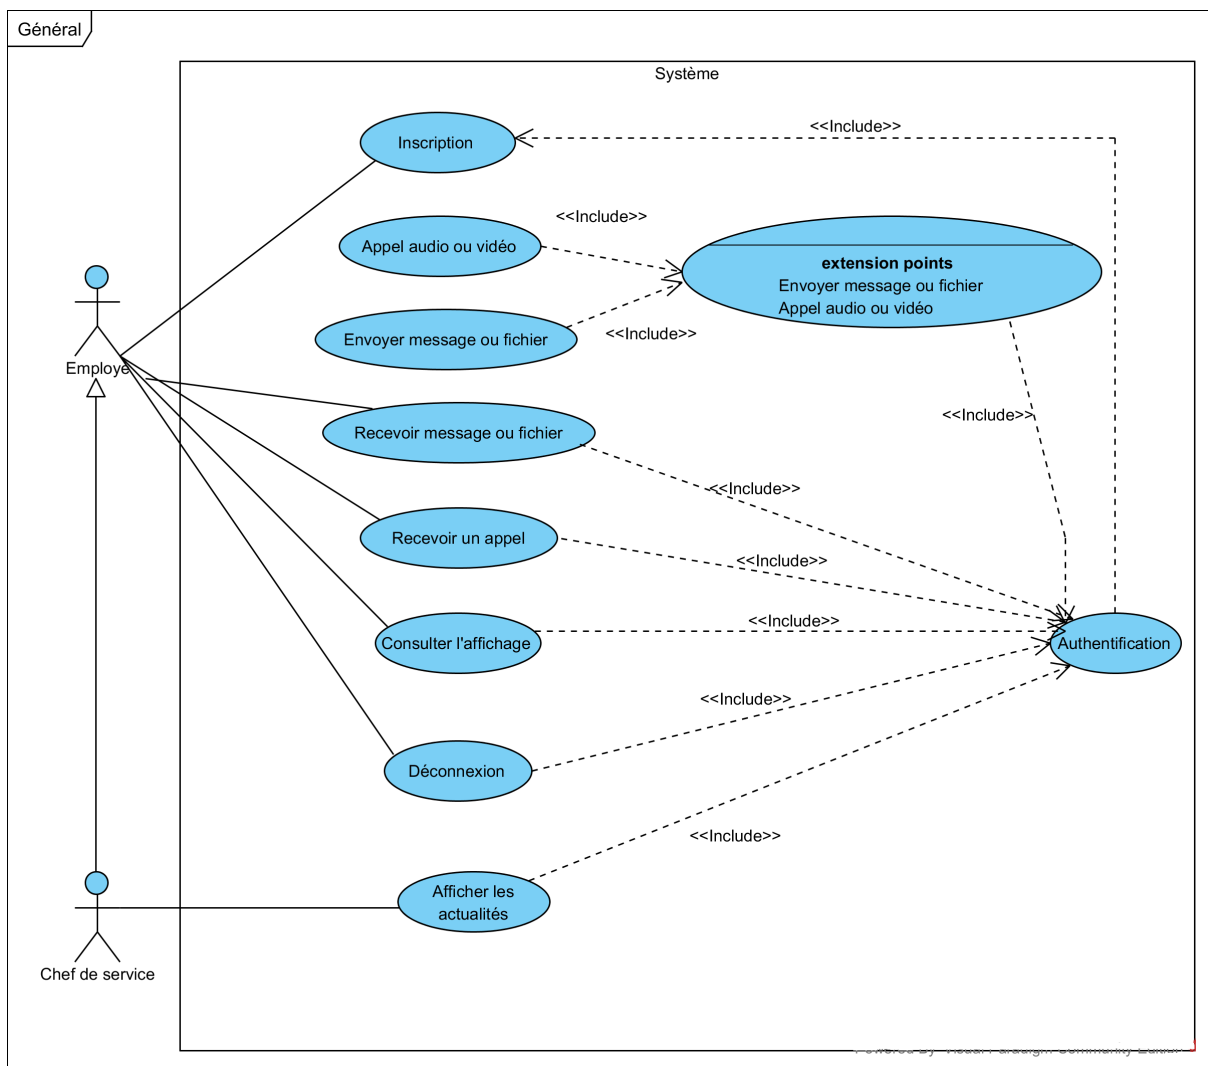 Général
Système
<<Include>>
Inscription
<<Include>>
Appel audio ou vidéo
extension points
Envoyer message ou fichier
Appel audio ou vidéo
<<Include>>
Envoyer message ou fichier
Employé
<<Include>>
Recevoir message ou fichier
<<Include>>
Recevoir un appel
<<Include>>
<<Include>>
Consulter l'affichage
Authentification
<<Include>>
Déconnexion
<<Include>>
Afficher les
actualités
Chef de service